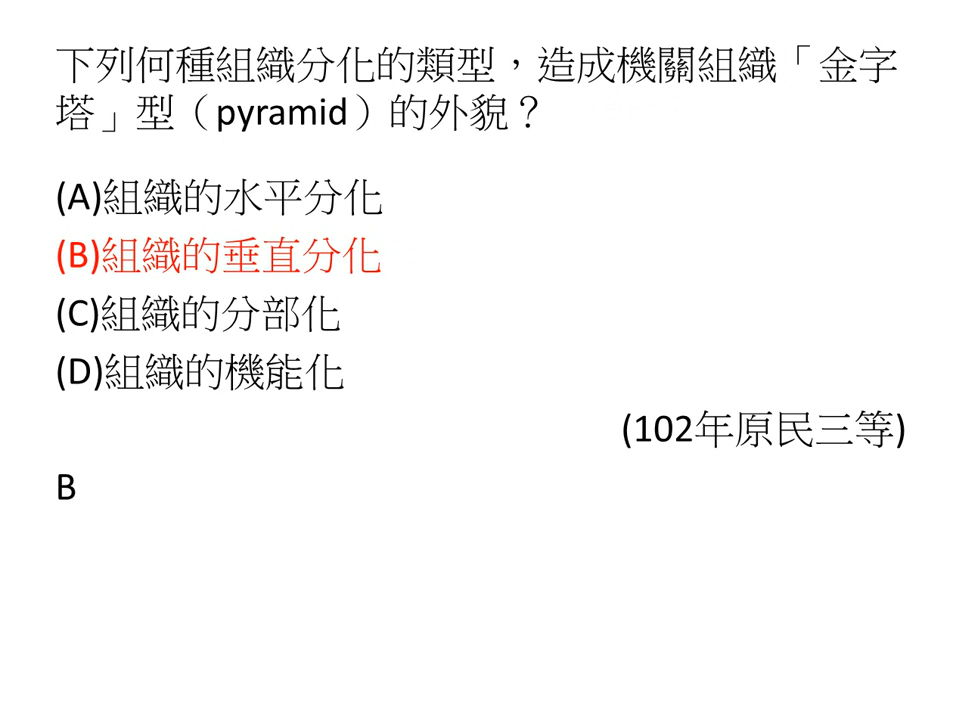 下列何種組織分化的類型，造成機關組織「金字
塔」型（pyramid）的外貌？
(A)組織的水平分化
(B)組織的垂直分化
(C)組織的分部化
(D)組織的機能化
(102年原民三等)
B